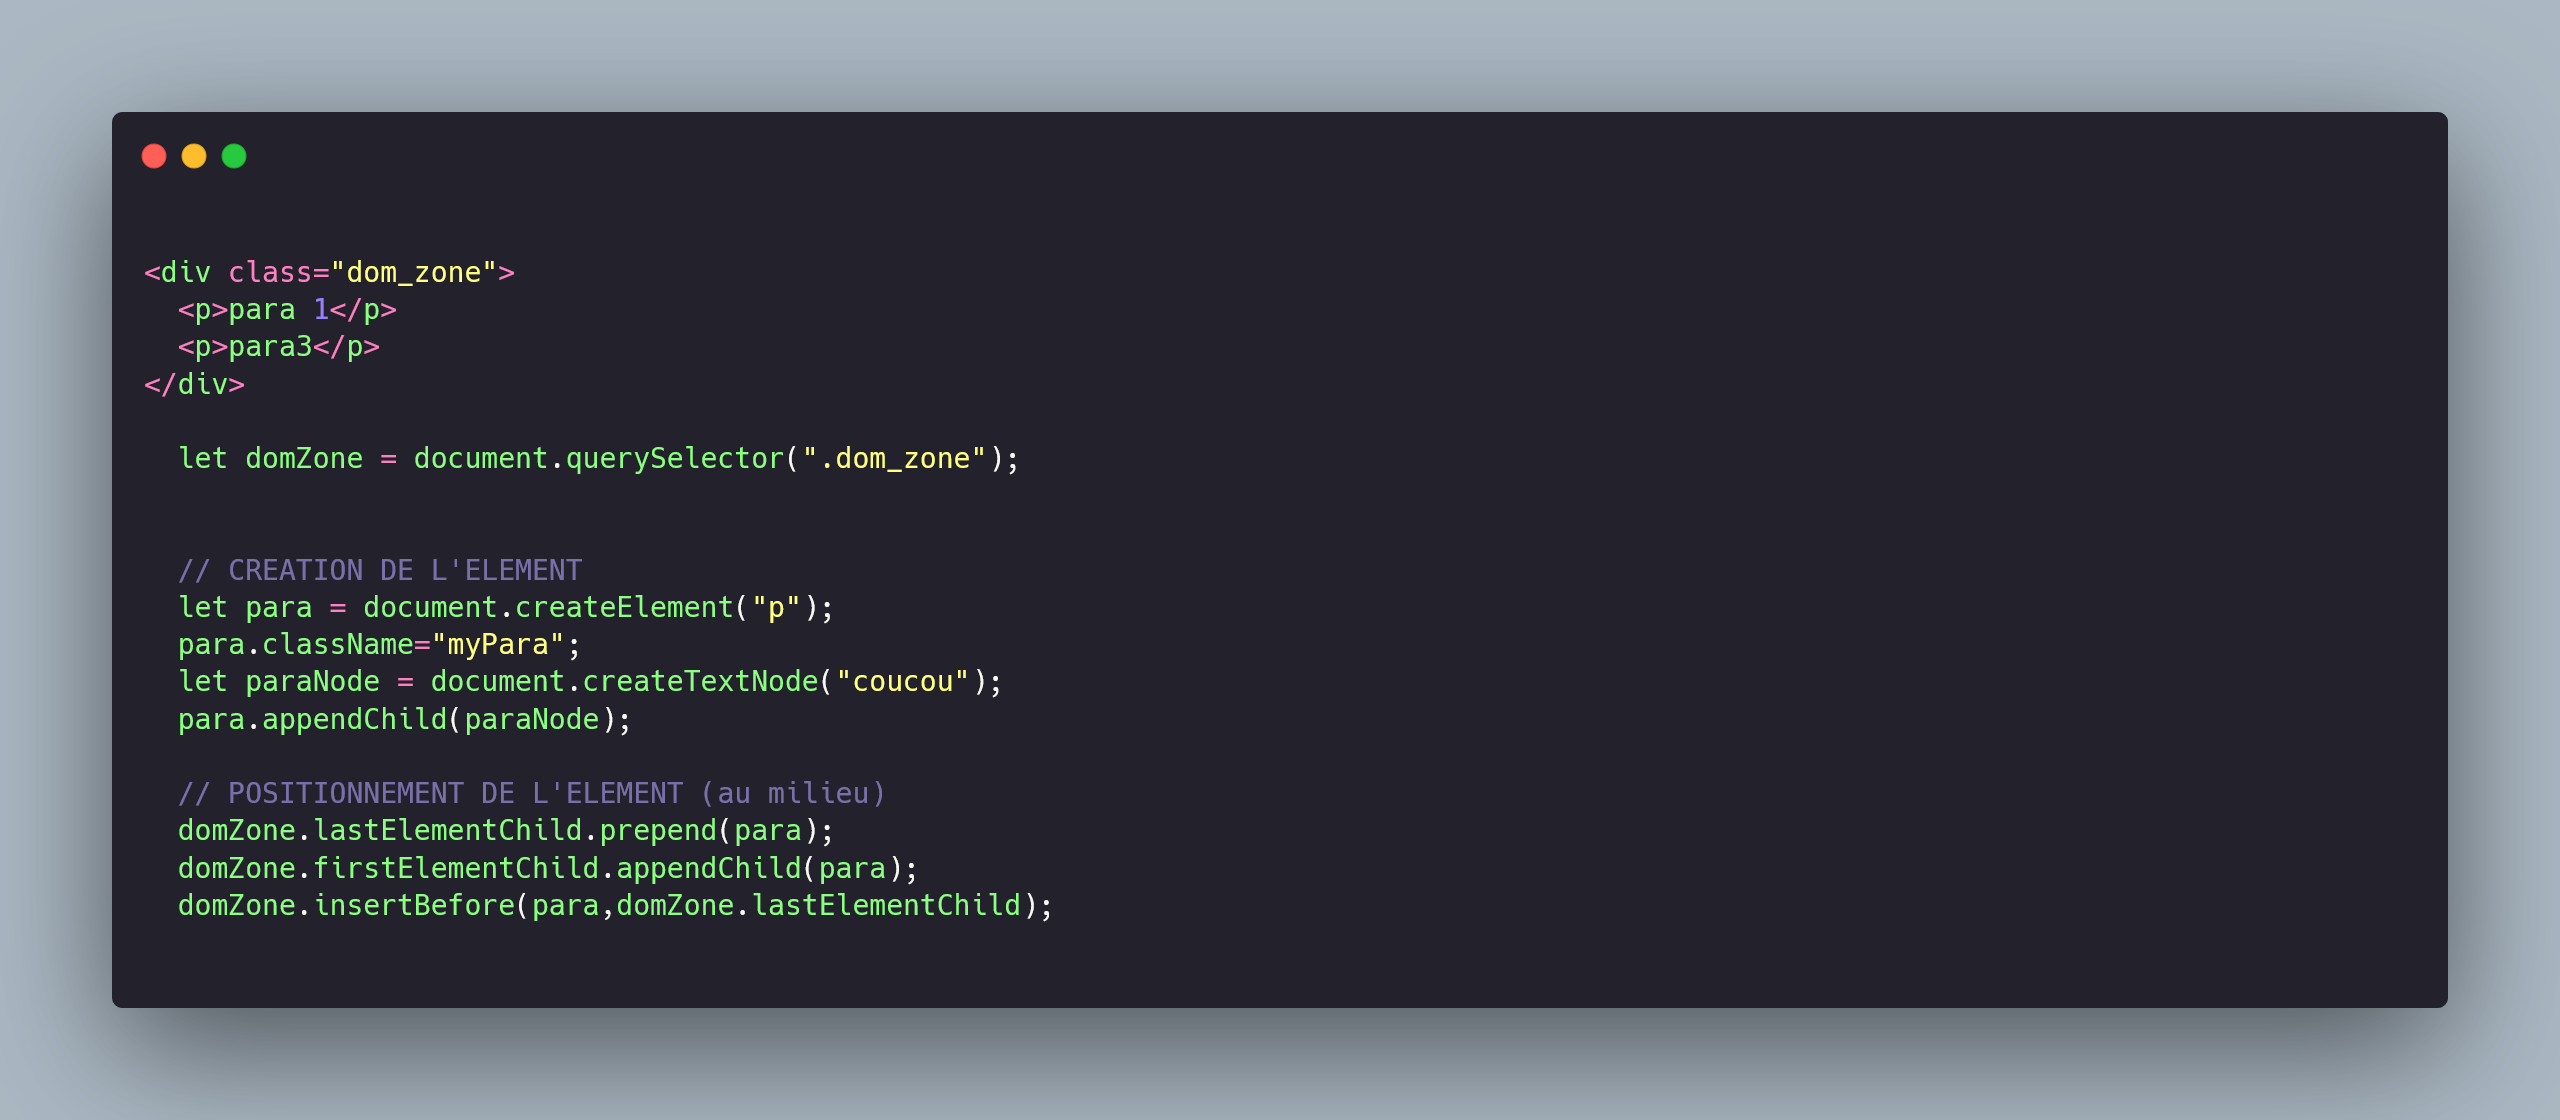 <div class="dom_zone">
  <p>para 1</p>
  <p>para3</p>
</div>
  let domZone = document.querySelector(".dom_zone");
  // CREATION DE L'ELEMENT
  let para = document.createElement("p");
  para.className="myPara";
  let paraNode = document.createTextNode("coucou");
  para.appendChild(paraNode);
  // POSITIONNEMENT DE L'ELEMENT (au milieu)
  domZone.lastElementChild.prepend(para);
  domZone.firstElementChild.appendChild(para);
  domZone.insertBefore(para,domZone.lastElementChild);